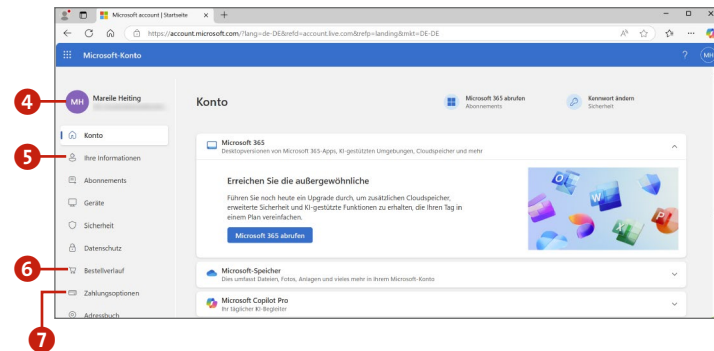 Microsoft account | Startseite
https://account.microsoft.com/?lang=de-DE&refd=account.live.com&refp=landing&mkt=DE-DE
Microsoft-Konto
?
MH
4
MH
Mareile Heiting
Konto
Microsoft 365 abrufen
Abonnements
Kennwort ändern
Sicherheit
Konto
5
Ihre Informationen
Abonnements
Geräte
Sicherheit
Datenschutz
6
Bestellverlauf
Zahlungsoptionen
7
Adressbuch
Microsoft 365
Desktopversionen von Microsoft 365-Apps, KI-gestützten Umgebungen, Cloudspeicher und mehr
Erreichen Sie die außergewöhnliche
Führen Sie noch heute ein Upgrade durch, um zusätzlichen Cloudspeicher,
erweiterte Sicherheit und KI-gestützte Funktionen zu erhalten, die Ihren Tag in
einem Plan vereinfachen.
Microsoft 365 abrufen
Microsoft-Speicher
Dies umfasst Dateien, Fotos, Anlagen und vieles mehr in Ihrem Microsoft-Konto
Microsoft Copilot Pro
Ihr täglicher KI-Begleiter